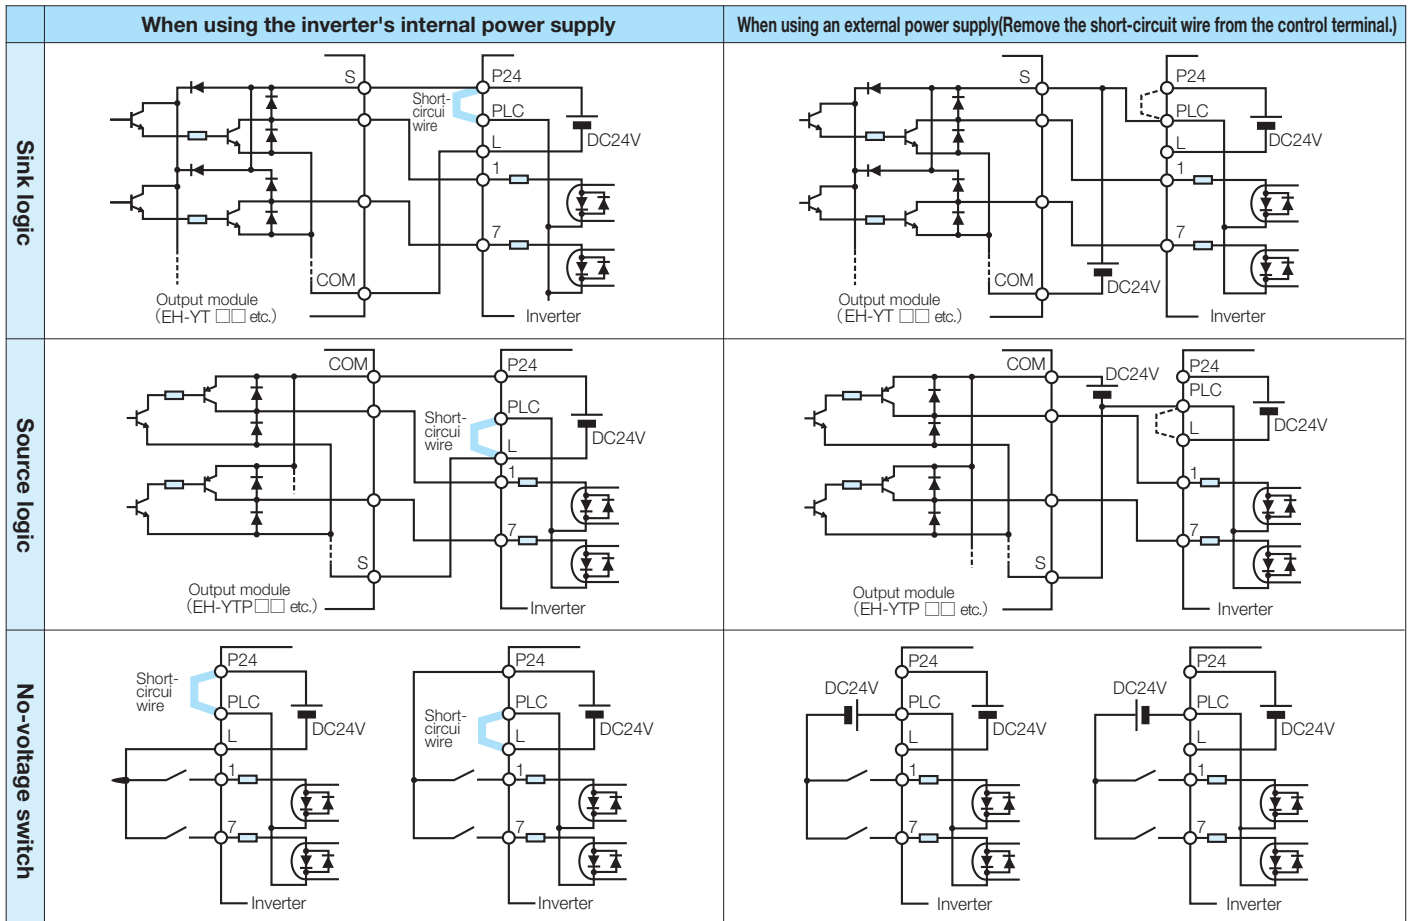 When using the inverter's internal power supply
When using an external power supply(Remove the short-circuit wire from the control terminal.)
Sink logic
S
P24
Short-
circui
wire
PLC
L
DC24V
1
7
COM
Output module
(EH-YT □□ etc.)
Inverter
S
P24
PLC
L
DC24V
1
7
COM
DC24V
Output module
(EH-YT □□ etc.)
Inverter
Source logic
COM
P24
PLC
Short-
circui
wire
L
DC24V
1
7
S
Output module
(EH-YTP□□ etc.)
Inverter
COM
DC24V
P24
PLC
L
DC24V
1
7
S
Output module
(EH-YTP □□ etc.)
Inverter
No-voltage switch
P24
Short-
circui
wire
PLC
DC24V
L
1
7
Inverter
P24
PLC
Short-
circui
wire
DC24V
L
1
7
Inverter
P24
DC24V
PLC
DC24V
L
1
7
Inverter
P24
DC24V
PLC
DC24V
L
1
7
Inverter